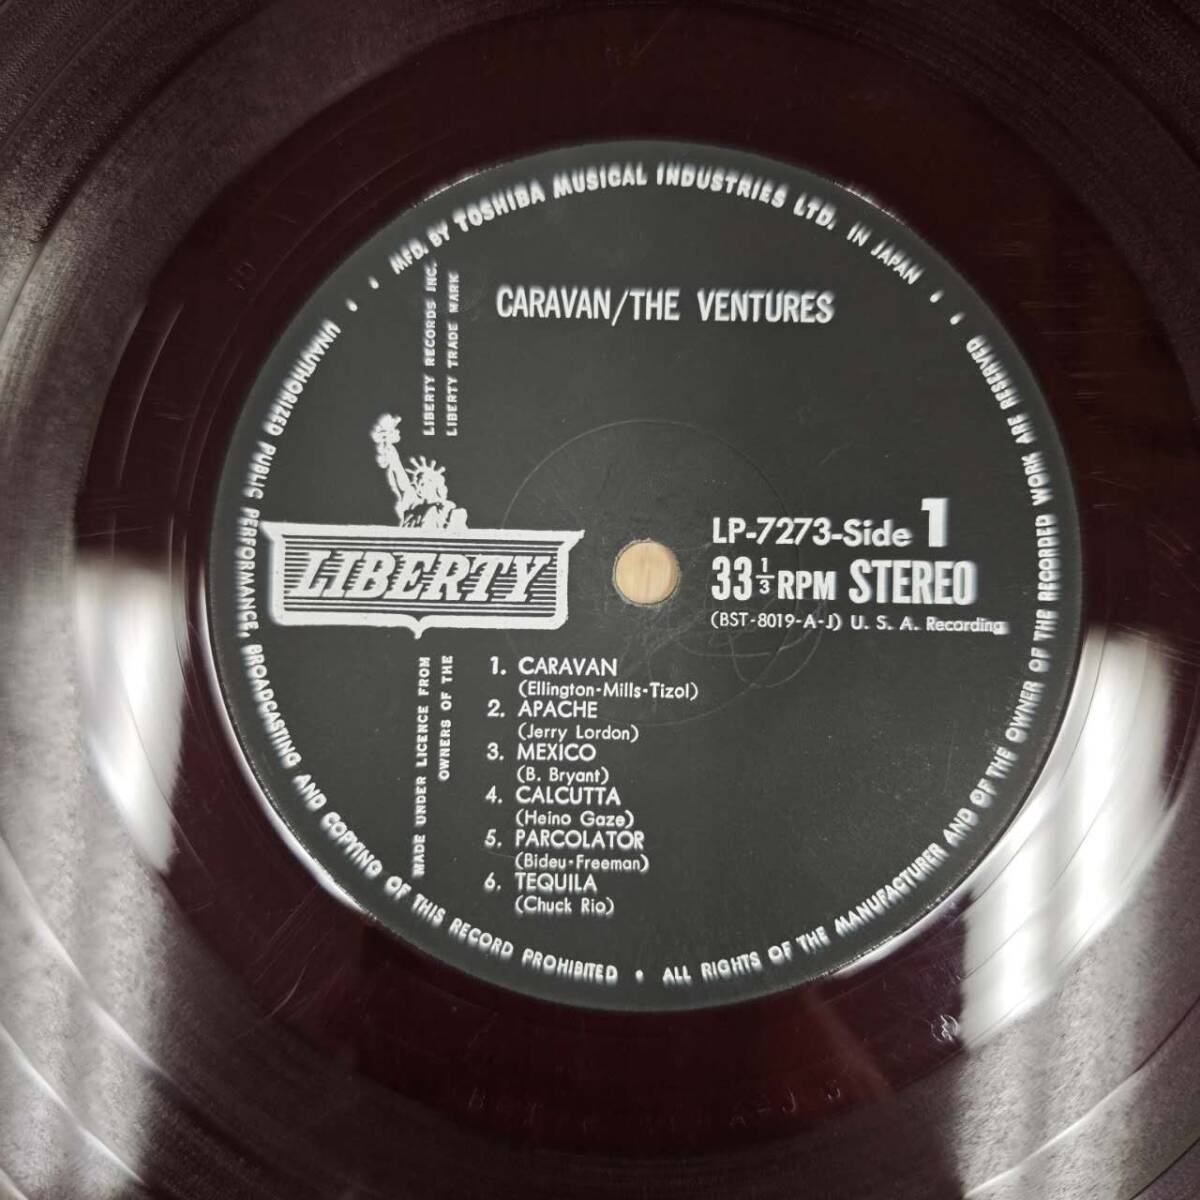 MFD. BY TOSHIBA MUSICAL INDUSTRIES LTD. IN JAPAN
CARAVAN/THE VENTURES
LIBERTY RECORDS INC.
LIBERTY TRADE MARK
LIBERTY
LP-7273-Side 1
33 1/3 RPM STEREO
(BST-8019-A-J) U. S. A. Recording
1. CARAVAN
(Ellington-Mills-Tizol)
2. APACHE
(Jerry Lordon)
3. MEXICO
(B. Bryant)
4. CALCUTTA
(Heino Gaze)
5. PARCOLATOR
(Bideu-Freeman)
6. TEQUILA
(Chuck Rio)
MADE UNDER LICENCE FROM
OWNERS OF THE
UNAUTHORIZED PUBLIC PERFORMANCE, BROADCASTING AND COPYING OF THIS RECORD PROHIBITED • ALL RIGHTS OF THE MANUFACTURER AND OF THE OWNER OF THE RECORDED WORK ARE RESERVED